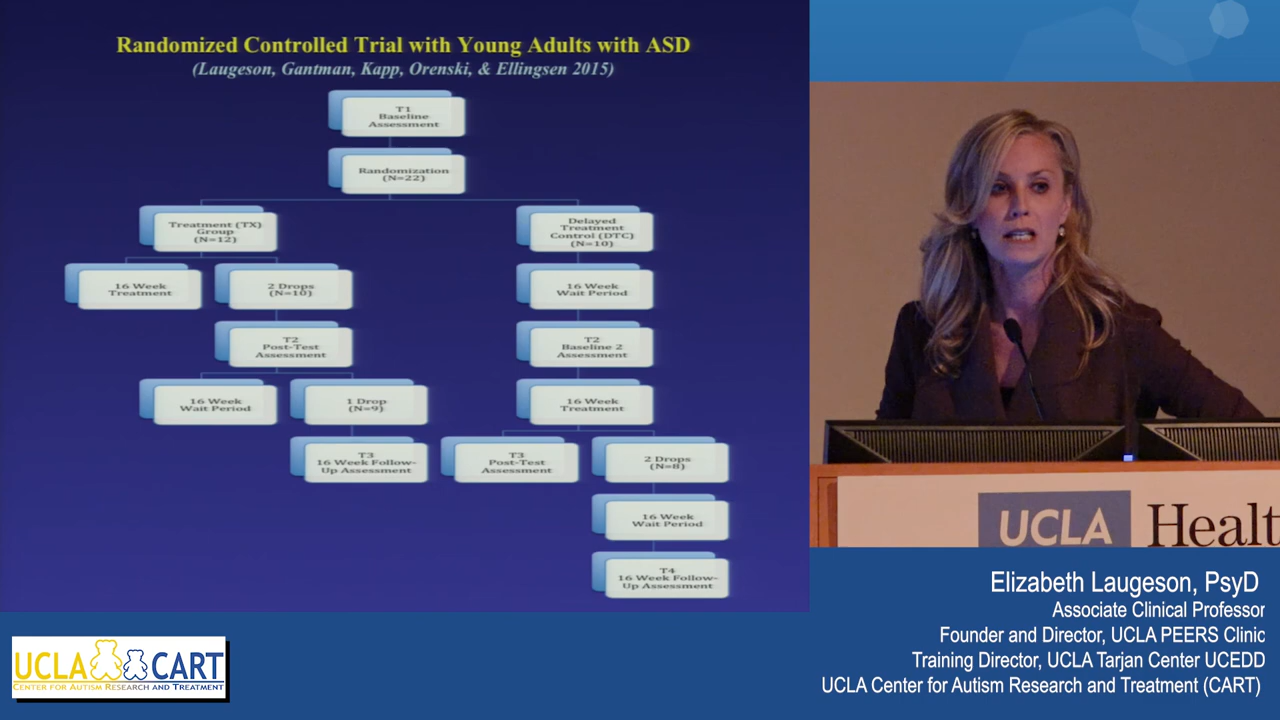 Randomized Controlled Trial with Young Adults with ASD
(Laugeson, Gantman, Kapp, Orenski, & Ellingsen 2015)
T1
Baseline
Assessment
Randomization
(N=22)
Treatment (TX)
Group
(N=12)
Delayed
Treatment
Control (DTC)
(N=10)
16 Week
Treatment
2 Drops
(N=10)
16 Week
Wait Period
T2
Post-Test
Assessment
T2
Baseline 2
Assessment
16 Week
Wait Period
1 Drop
(N=9)
16 Week
Treatment
T3
16 Week Follow-
Up Assessment
T3
Post-Test
Assessment
2 Drops
(N=8)
16 Week
Wait Period
T4
16 Week Follow-
Up Assessment
UCLA Healt
Elizabeth Laugeson, PsyD
Associate Clinical Professor
Founder and Director, UCLA PEERS Clinic
Training Director, UCLA Tarjan Center UCEDD
UCLA Center for Autism Research and Treatment (CART)
UCLA CART
CENTER FOR AUTISM RESEARCH AND TREATMENT